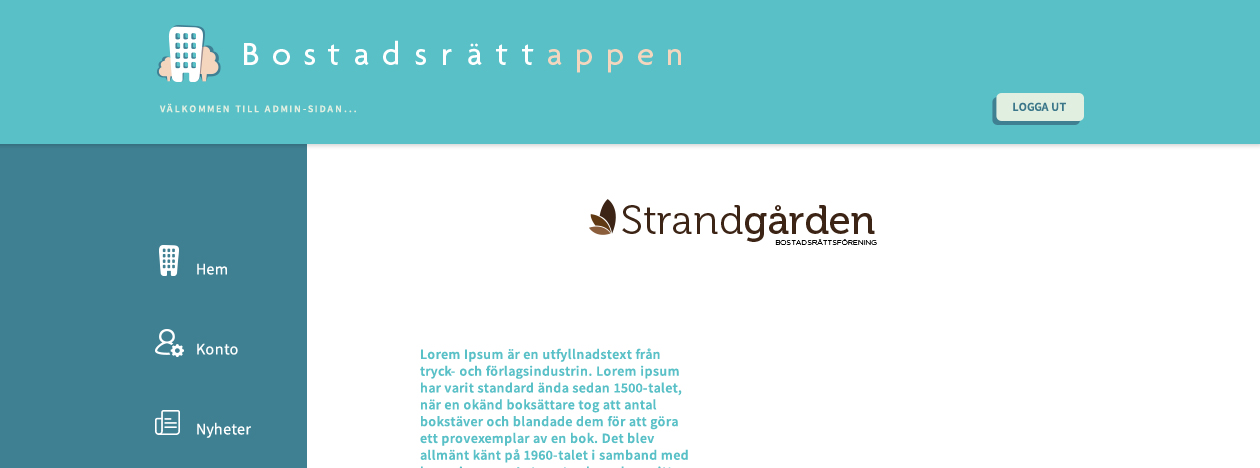 Bostadsrättappen
VÄLKOMMEN TILL ADMIN-SIDAN...
LOGGA UT
Strandgården
BOSTADSRÄTTSFÖRENING
Hem
Konto
Nyheter
Lorem Ipsum är en utfyllnadstext från
tryck- och förlagsindustrin. Lorem ipsum
har varit standard ända sedan 1500-talet,
när en okänd boksättare tog att antal
bokstäver och blandade dem för att göra
ett provexemplar av en bok. Det blev
allmänt känt på 1960-talet i samband med